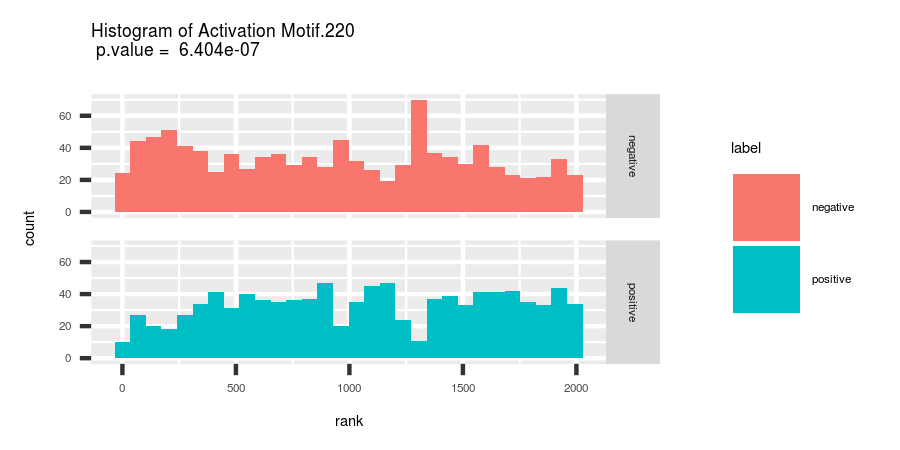 Histogram of Activation Motif.220
p.value = 6.404e-07
60
40
20
0
negative
60
40
20
0
positive
0
500
1000
1500
2000
rank
count
label
negative
positive